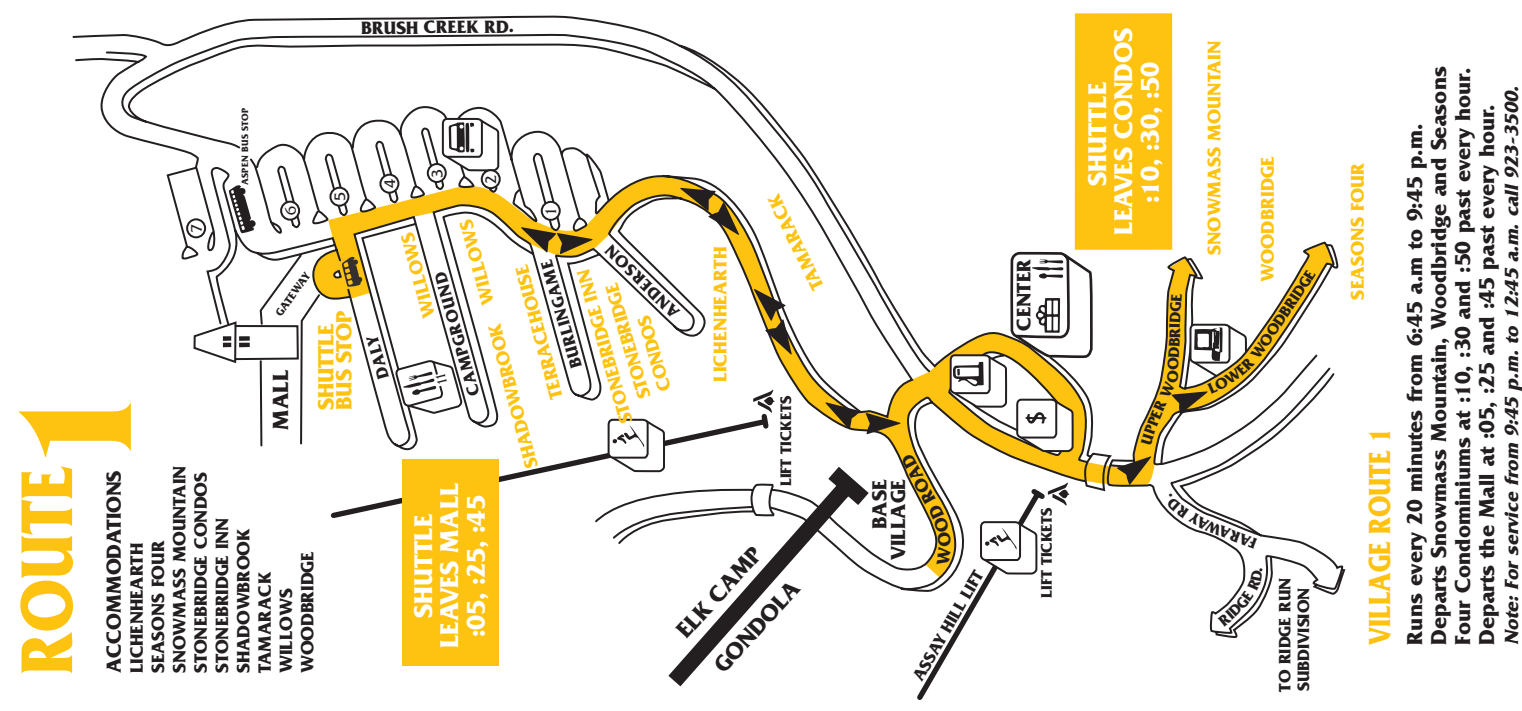 ROUTE 1
ACCOMMODATIONS
LICHENHEARTH
SEASONS FOUR
SNOWMASS MOUNTAIN
STONEBRIDGE CONDOS
STONEBRIDGE INN
SHADOWBROOK
TAMARACK
WILLOWS
WOODBRIDGE
SHUTTLE
LEAVES MALL
:05, :25, :45
MALL
GATEWAY
SHUTTLE
BUS STOP
ASPEN BUS STOP
BRUSH CREEK RD.
7
6
5
4
3
2
1
DALY
WILLOWS
CAMPGROUND
WILLOWS
SHADOWBROOK
TERRACEHOUSE
BURLINGAME
STONEBRIDGE INN
STONEBRIDGE
CONDOS
ANDERSON
LICHENHEARTH
TAMARACK
LIFT TICKETS
ELK CAMP
GONDOLA
BASE
VILLAGE
WOOD ROAD
ASSAY HILL LIFT
LIFT TICKETS
CENTER
$
SHUTTLE
LEAVES CONDOS
:10, :30, :50
UPPER WOODBRIDGE
LOWER WOODBRIDGE
SNOWMASS MOUNTAIN
WOODBRIDGE
SEASONS FOUR
FARAWAY RD.
RIDGE RD.
TO RIDGE RUN
SUBDIVISION
VILLAGE ROUTE 1
Runs every 20 minutes from 6:45 a.m to 9:45 p.m.
Departs Snowmass Mountain, Woodbridge and Seasons
Four Condominiums at :10, :30 and :50 past every hour.
Departs the Mall at :05, :25 and :45 past every hour.
Note: For service from 9:45 p.m. to 12:45 a.m. call 923-3500.